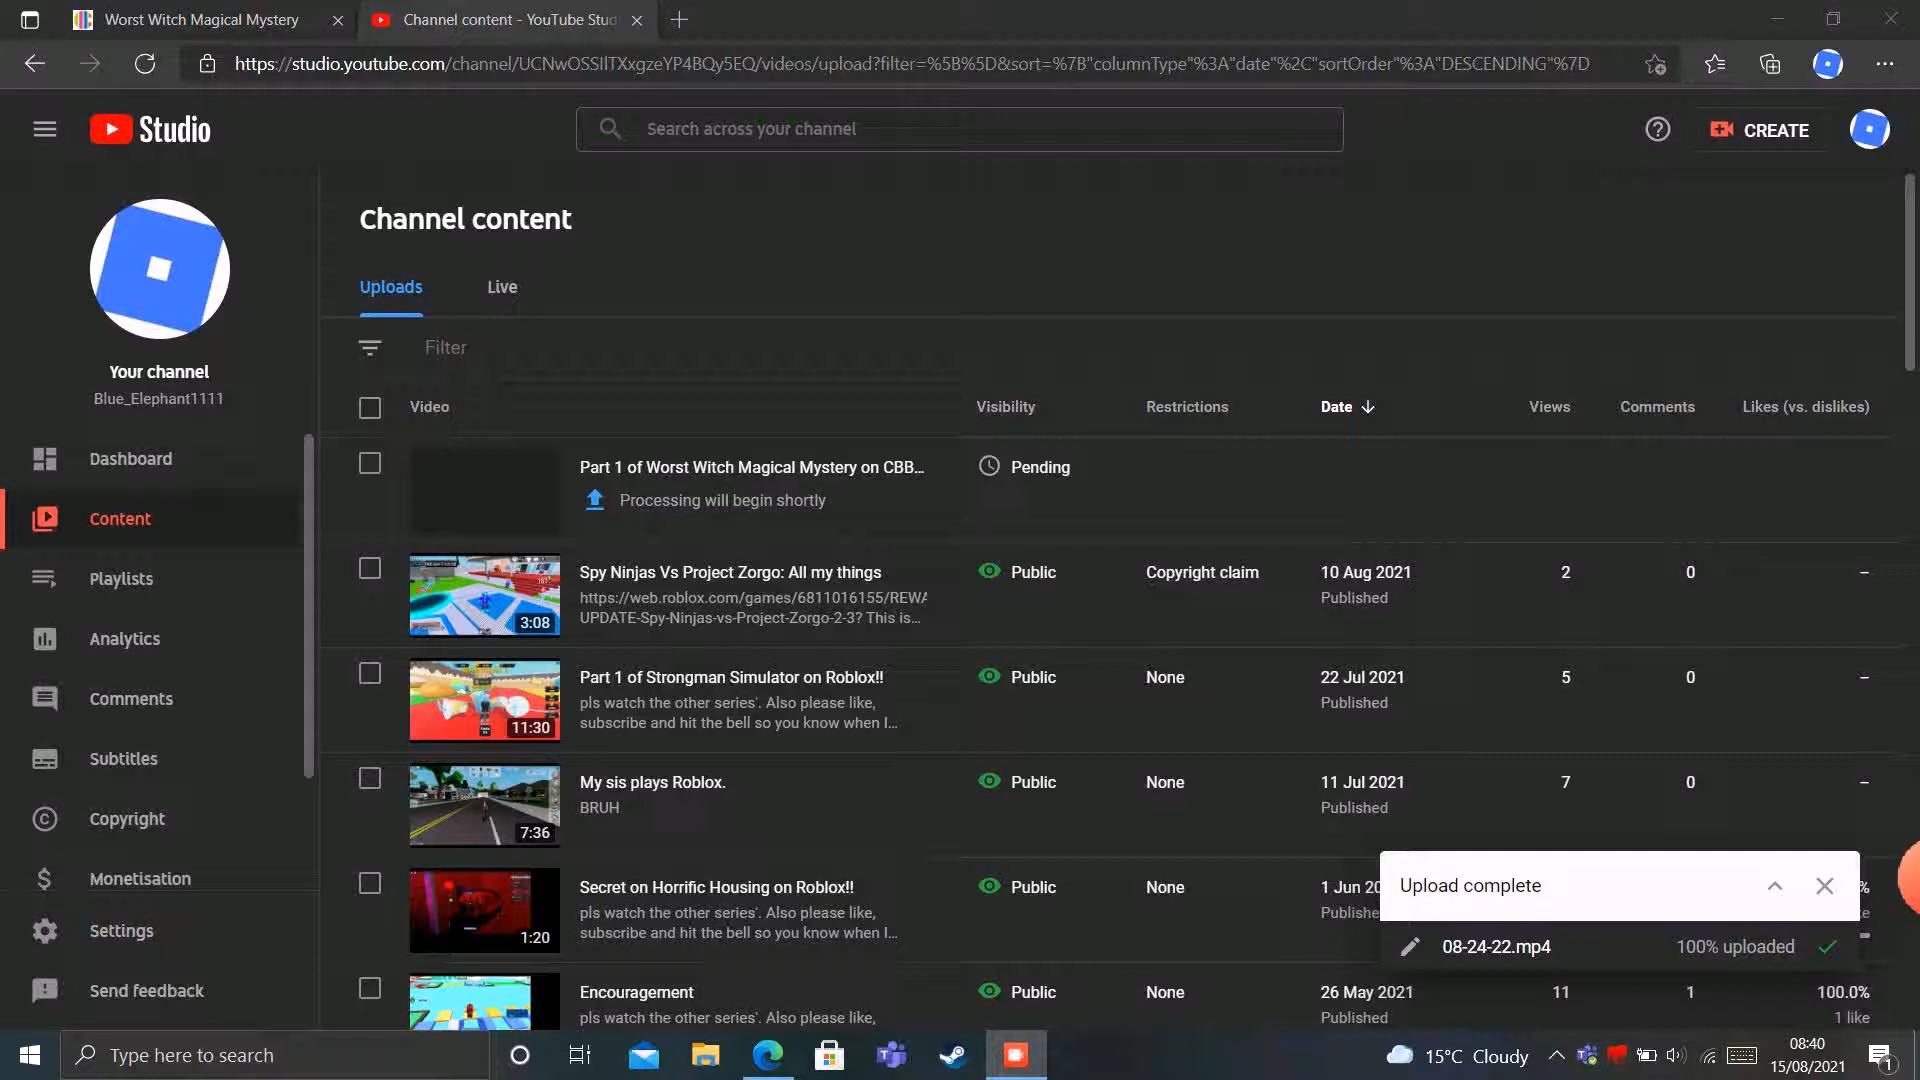 Worst Witch Magical Mystery
Channel content - YouTube Stud
https://studio.youtube.com/channel/UCNwOSSIlTXxgzeYP4BQy5EQ/videos/upload?filter=%5B%5D&sort=%7B"columnType"%3A"date"%2C"sortOrder"%3A"DESCENDING"%7D
Studio
Search across your channel
CREATE
Channel content
Uploads
Live
Filter
Your channel
Blue_Elephant1111
Dashboard
Content
Playlists
Analytics
Comments
Subtitles
Copyright
Monetisation
Settings
Send feedback
Video
Visibility
Restrictions
Date
Views
Comments
Likes (vs. dislikes)
Part 1 of Worst Witch Magical Mystery on CBB...
Processing will begin shortly
Pending
3:08
Spy Ninjas Vs Project Zorgo: All my things
https://web.roblox.com/games/6811016155/REWA
UPDATE-Spy-Ninjas-vs-Project-Zorgo-2-3? This is...
Public
Copyright claim
10 Aug 2021
Published
2
0
–
11:30
Part 1 of Strongman Simulator on Roblox!!
pls watch the other series'. Also please like,
subscribe and hit the bell so you know when I...
Public
None
22 Jul 2021
Published
5
0
–
7:36
My sis plays Roblox.
BRUH
Public
None
11 Jul 2021
Published
7
0
–
1:20
Secret on Horrific Housing on Roblox!!
pls watch the other series'. Also please like,
subscribe and hit the bell so you know when I...
Public
None
1 Jun 20
Publishe
%
ke
Encouragement
pls watch the other series'. Also please like,
Public
None
26 May 2021
Published
11
1
100.0%
1 like
Upload complete
08-24-22.mp4
100% uploaded
Type here to search
15°C Cloudy
08:40
15/08/2021
1